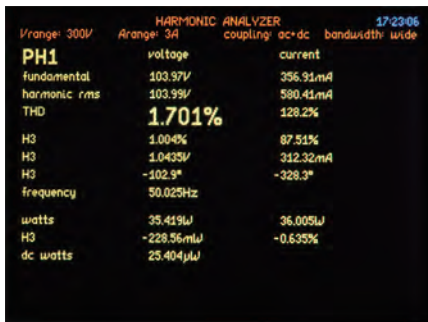 HARMONIC ANALYZER 17:23:06
Vrange: 300V Arange: 3A coupling: ac+dc bandwidth: wide
PH1 voltage current
fundamental 103.97V 356.91mA
harmonic rms 103.99V 580.41mA
THD 1.701% 128.2%
H3 1.004% 87.51%
H3 1.0435V 312.32mA
H3 -102.9° -328.3°
frequency 50.025Hz
watts 35.419W 36.005W
H3 -228.56mW -0.635%
dc watts 25.404µW